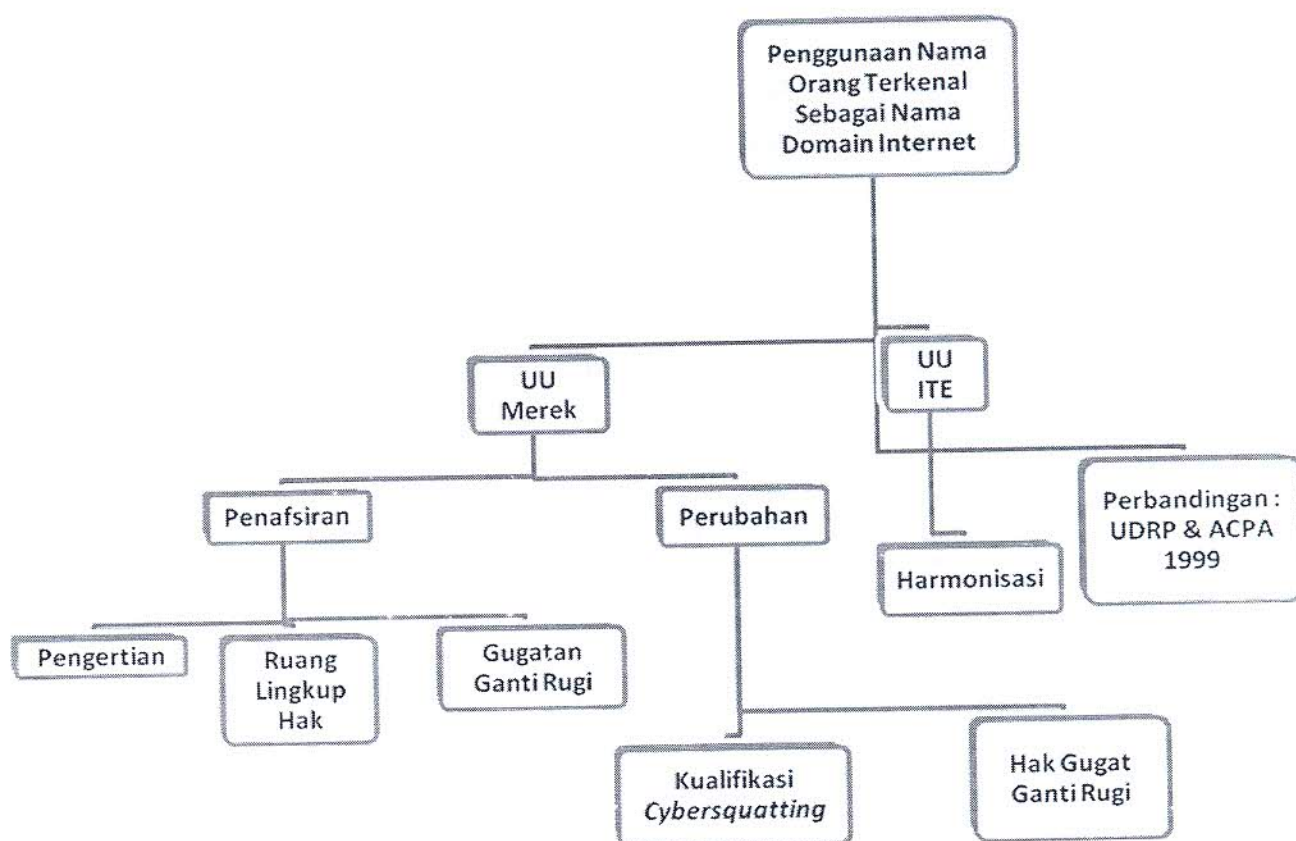 Penggunaan Nama
Orang Terkenal
Sebagai Nama
Domain Internet
UU
Merek
UU
ITE
Penafsiran
Perubahan
Perbandingan :
UDRP & ACPA
1999
Harmonisasi
Pengertian
Ruang
Lingkup
Hak
Gugatan
Ganti Rugi
Kualifikasi
Cybersquatting
Hak Gugat
Ganti Rugi